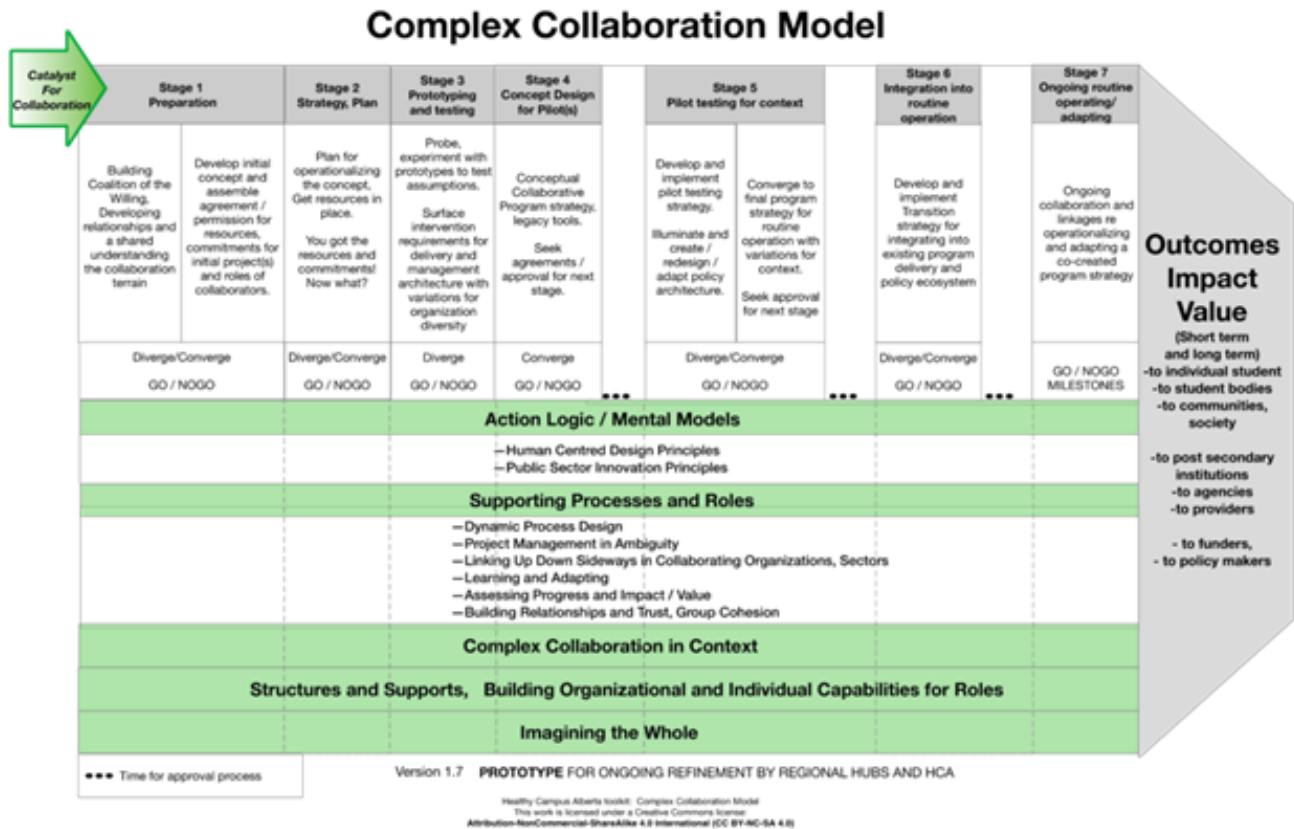 Complex Collaboration Model
Catalyst
For
Collaboration
Stage 1
Preparation
Stage 2
Strategy, Plan
Stage 3
Prototyping
and testing
Stage 4
Concept Design
for Pilot(s)
Stage 5
Pilot testing for context
Stage 6
Integration into
routine
operation
Stage 7
Ongoing routine
operating/
adapting
Building
Coalition of the
Willing,
Developing
relationships and
a shared
understanding
the collaboration
terrain
Develop initial
concept and
assemble
agreement /
permission for
resources,
commitments for
initial project(s)
and roles of
collaborators.
Plan for
operationalizing
the concept,
Get resources in
place.
You got the
resources and
commitments!
Now what?
Probe,
experiment with
prototypes to test
assumptions.
Surface
intervention
requirements for
delivery and
management
architecture with
variations for
organization
diversity
Conceptual
Collaborative
Program strategy,
legacy tools.
Seek
agreements /
approval for next
stage.
Develop and
implement
pilot testing
strategy.
Illuminate and
create /
redesign /
adapt policy
architecture.
Converge to
final program
strategy for
routine
operation with
variations for
context.
Seek approval
for next stage
Develop and
implement
Transition
strategy for
integrating into
existing program
delivery and
policy ecosystem
Ongoing
collaboration and
linkages re
operationalizing
and adapting a
co-created
program strategy
Diverge/Converge
GO / NOGO
Diverge/Converge
GO / NOGO
Diverge
GO / NOGO
Converge
GO / NOGO
Diverge/Converge
GO / NOGO
Diverge/Converge
GO / NOGO
GO / NOGO
MILESTONES
Action Logic / Mental Models
—Human Centred Design Principles
—Public Sector Innovation Principles
Supporting Processes and Roles
—Dynamic Process Design
—Project Management in Ambiguity
—Linking Up Down Sideways in Collaborating Organizations, Sectors
—Learning and Adapting
—Assessing Progress and Impact / Value
—Building Relationships and Trust, Group Cohesion
Complex Collaboration in Context
Structures and Supports, Building Organizational and Individual Capabilities for Roles
Imagining the Whole
Outcomes
Impact
Value
(Short term
and long term)
-to individual student
-to student bodies
-to communities,
society
-to post secondary
institutions
-to agencies
-to providers
- to funders,
- to policy makers
••• Time for approval process
Version 1.7 PROTOTYPE FOR ONGOING REFINEMENT BY REGIONAL HUBS AND HCA
Healthy Campus Alberta toolkit: Complex Collaboration Model
This work is licensed under a Creative Commons license:
Attribution-NonCommercial-ShareAlike 4.0 International (CC BY-NC-SA 4.0)